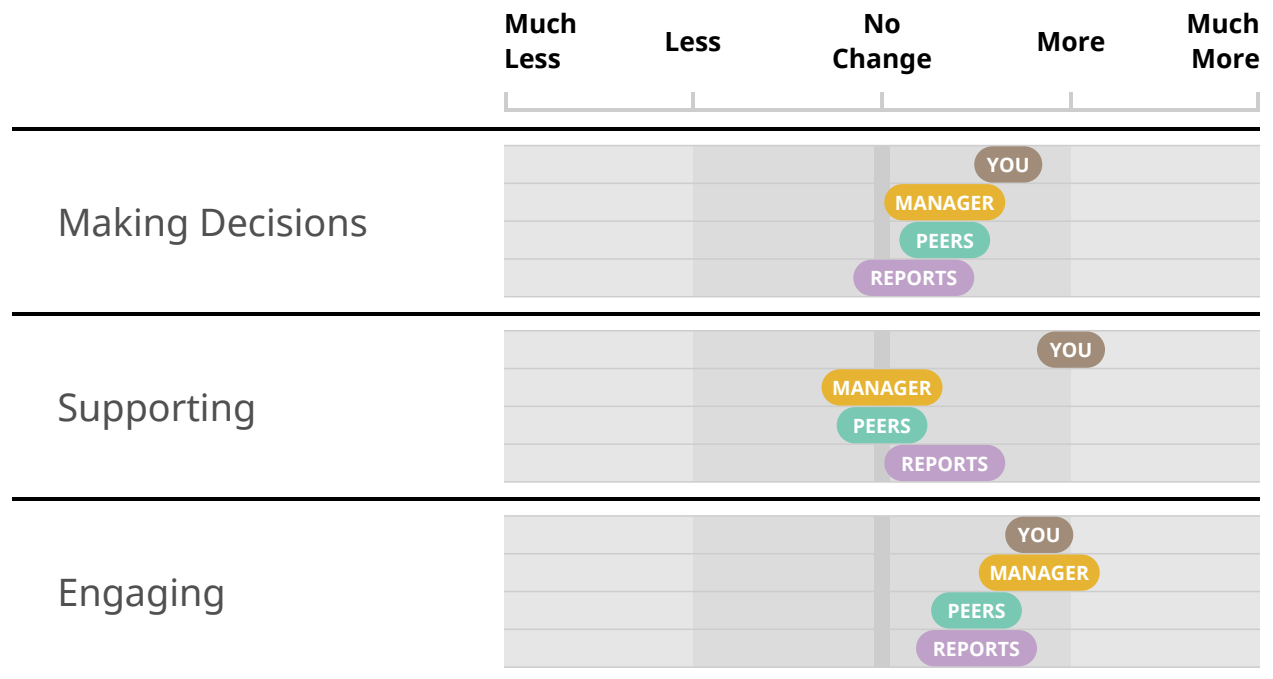 Much
Less
Less
No
Change
More
Much
More
Making Decisions
YOU
MANAGER
PEERS
REPORTS
Supporting
YOU
MANAGER
PEERS
REPORTS
Engaging
YOU
MANAGER
PEERS
REPORTS